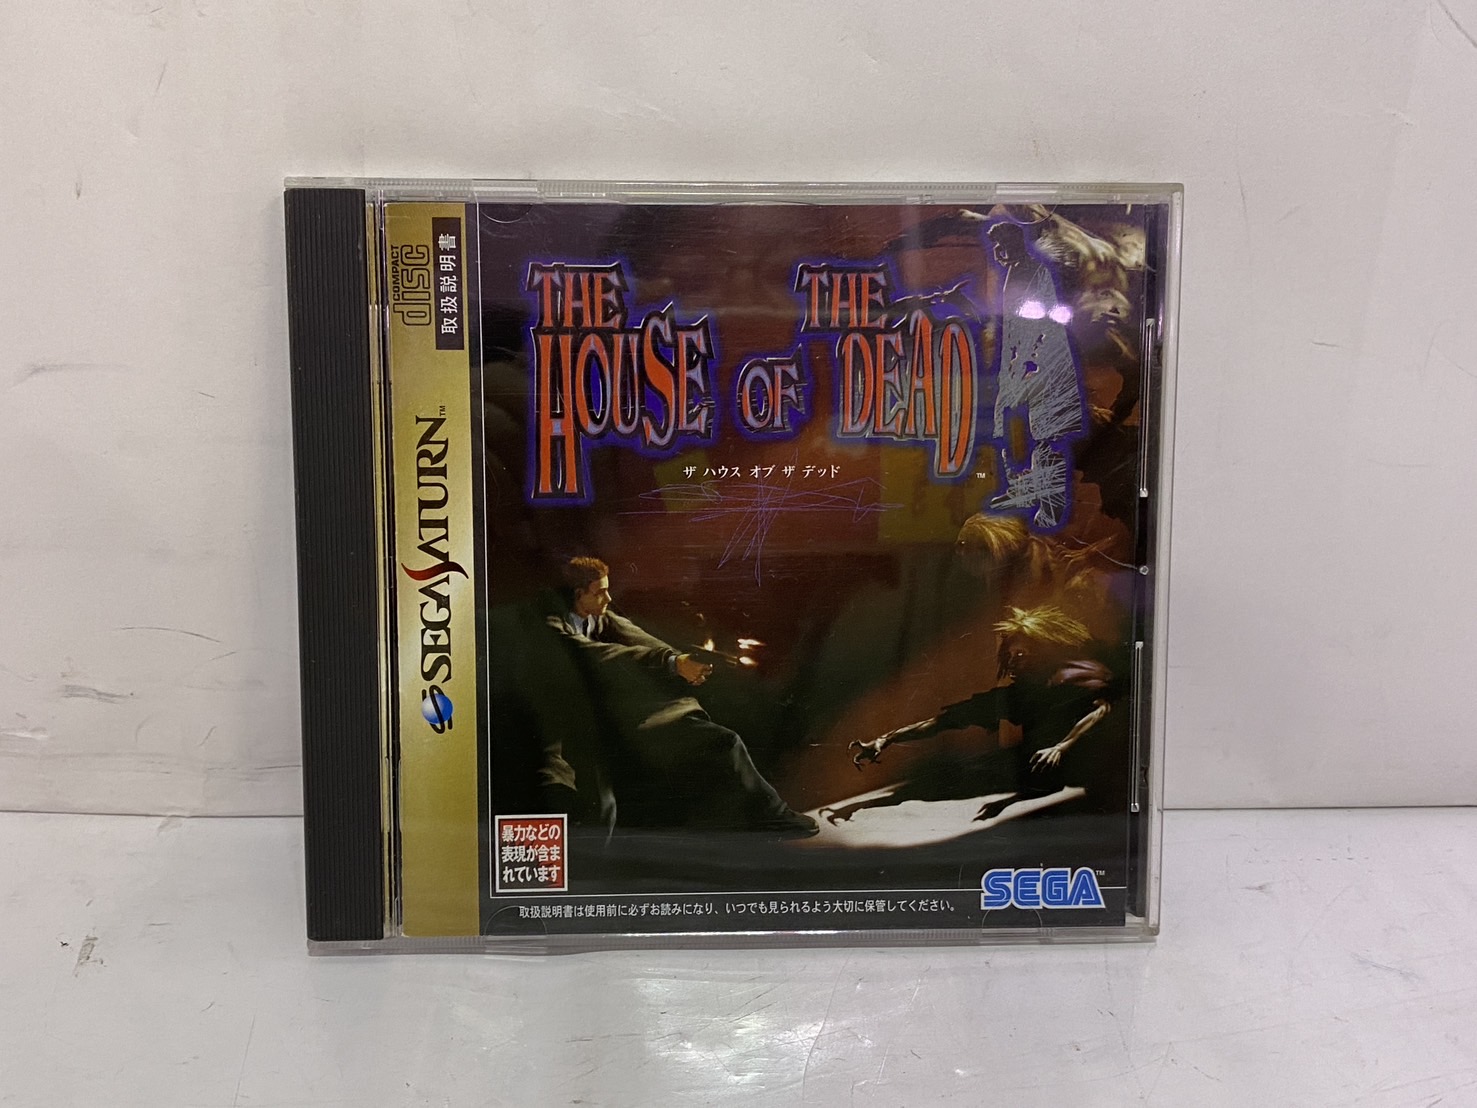 COMPACT
disc
取扱説明書
SEGA SATURN™
THE
HOUSE OF
THE
DEAD
™
ザ ハウス オブ ザ デッド
暴力などの
表現が含ま
れています
SEGA™
取扱説明書は使用前に必ずお読みになり、いつでも見られるよう大切に保管してください。